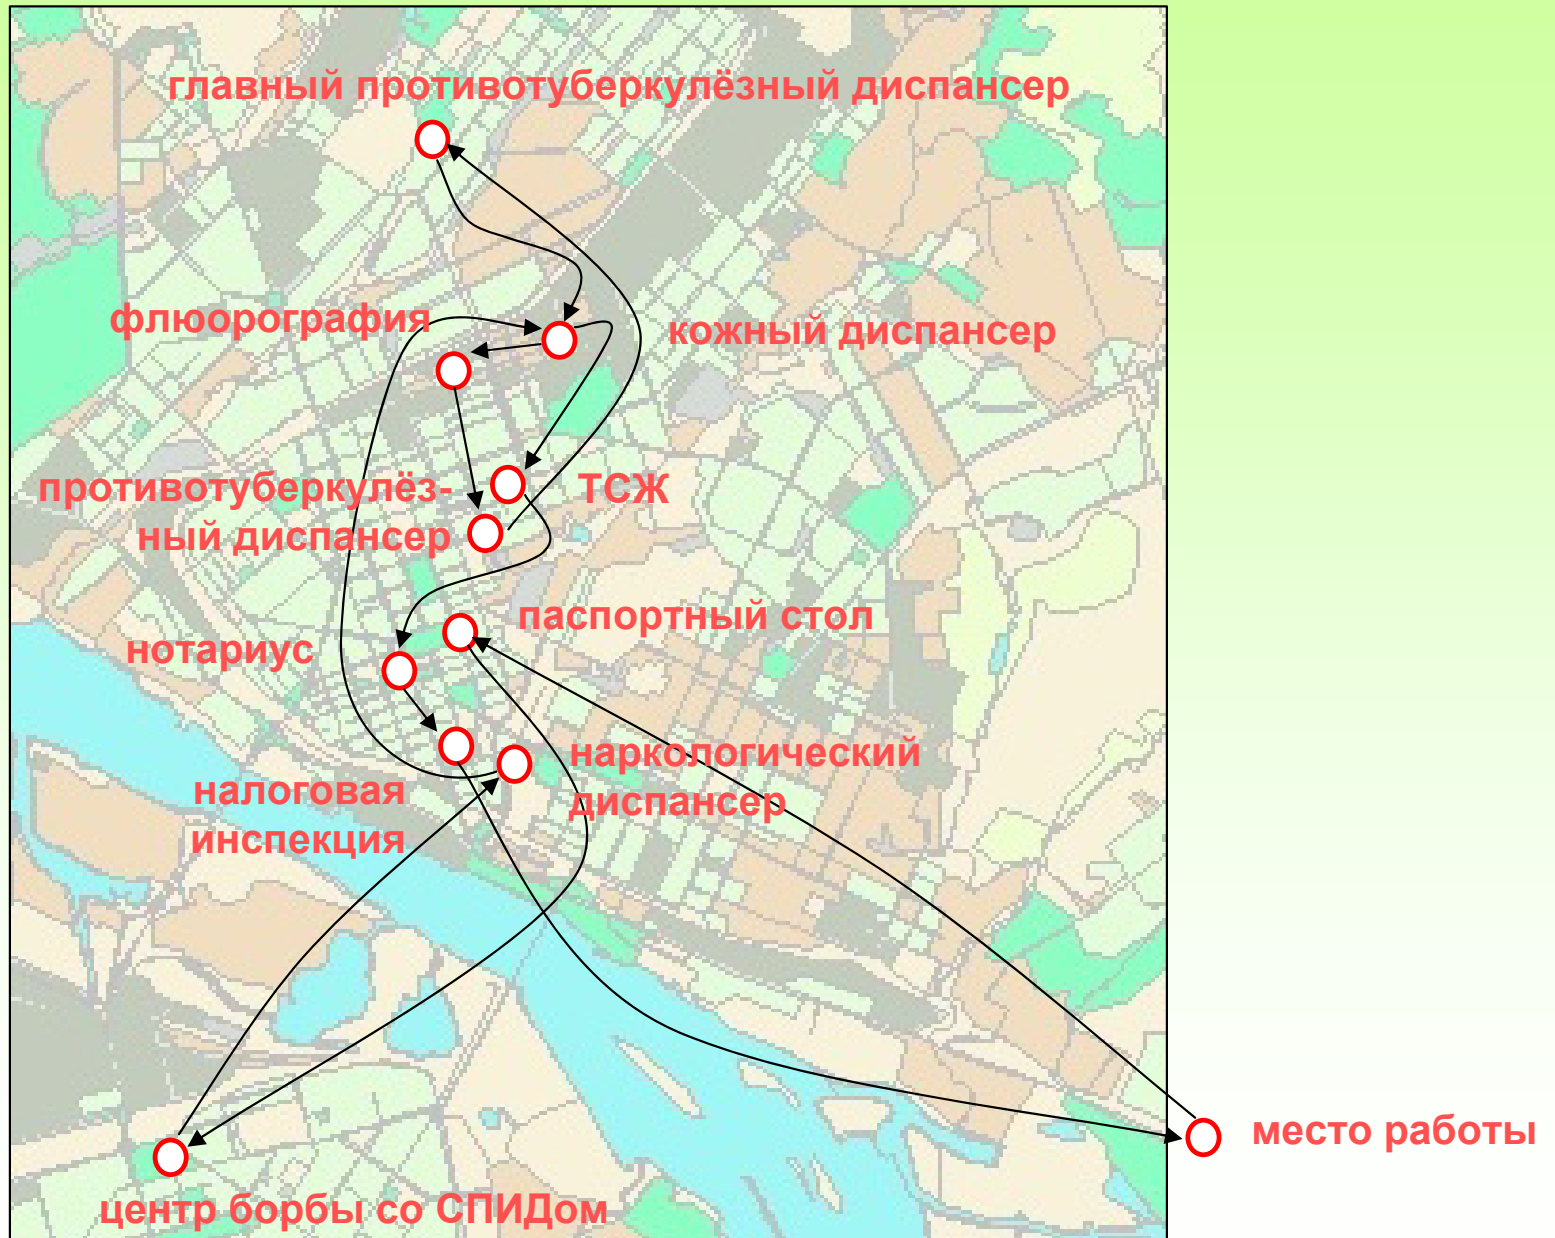 главный противотуберкулёзный диспансер
флюорография
кожный диспансер
противотуберкулёз-
ный диспансер
ТСЖ
паспортный стол
нотариус
наркологический
диспансер
налоговая
инспекция
место работы
центр борбы со СПИДом